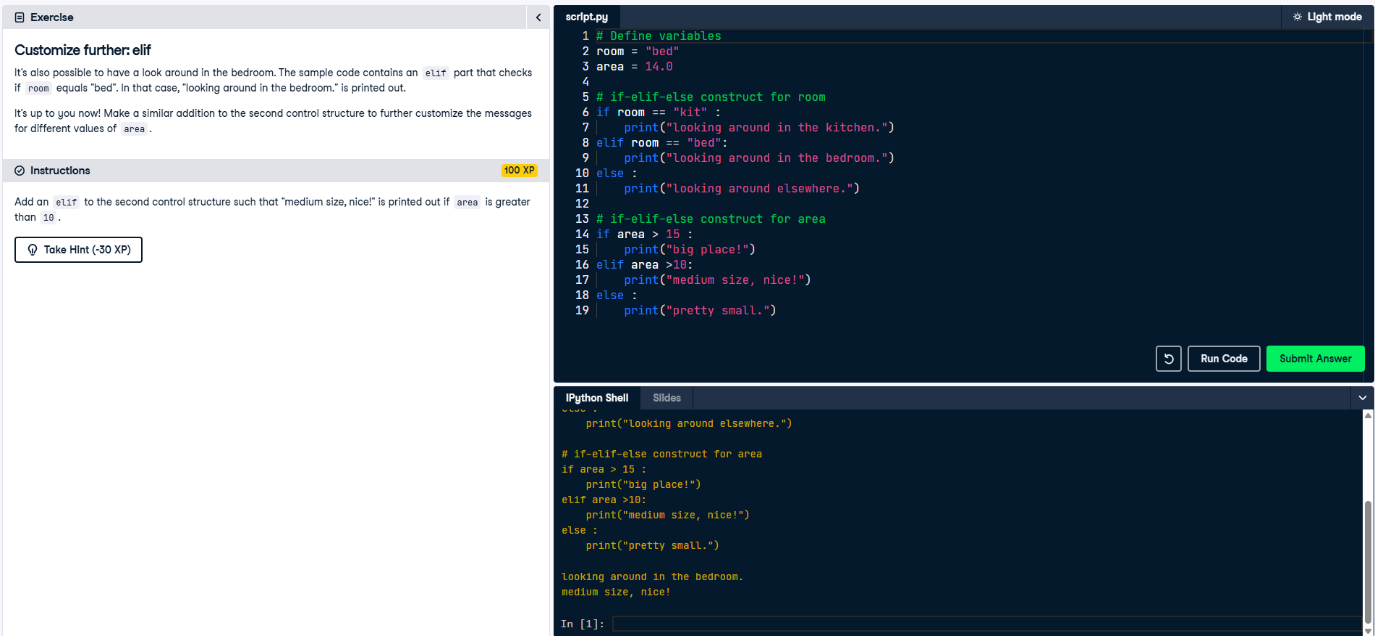 Exercise
Customize further: elif
It's also possible to have a look around in the bedroom. The sample code contains an elif part that checks
if room equals "bed". In that case, "looking around in the bedroom." is printed out.
It's up to you now! Make a similar addition to the second control structure to further customize the messages
for different values of area .
Instructions
100 XP
Add an elif to the second control structure such that "medium size, nice!" is printed out if area is greater
than 10 .
Take Hint (-30 XP)
script.py
Light mode
1 # Define variables
2 room = "bed"
3 area = 14.0
4
5 # if-elif-else construct for room
6 if room == "kit" :
7     print("looking around in the kitchen.")
8 elif room == "bed":
9     print("looking around in the bedroom.")
10 else :
11     print("looking around elsewhere.")
12
13 # if-elif-else construct for area
14 if area > 15 :
15     print("big place!")
16 elif area >10:
17     print("medium size, nice!")
18 else :
19     print("pretty small.")
Run Code
Submit Answer
IPython Shell
Slides
else :
    print("looking around elsewhere.")
# if-elif-else construct for area
if area > 15 :
    print("big place!")
elif area >10:
    print("medium size, nice!")
else :
    print("pretty small.")
looking around in the bedroom.
medium size, nice!
In [1]: